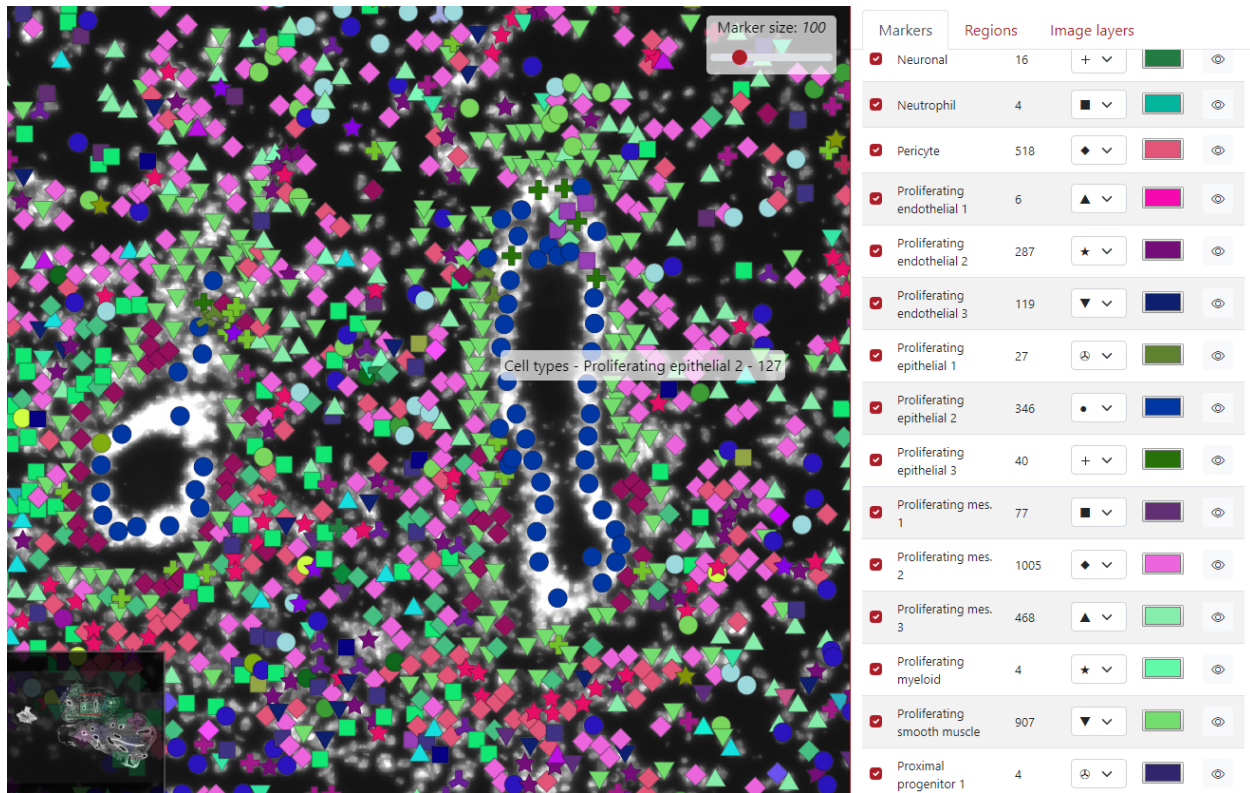 Marker size: 100
Cell types - Proliferating epithelial 2 - 127
Markers Regions Image layers
Neuronal 16
Neutrophil 4
Pericyte 518
Proliferating
endothelial 1 6
Proliferating
endothelial 2 287
Proliferating
endothelial 3 119
Proliferating
epithelial 1 27
Proliferating
epithelial 2 346
Proliferating
epithelial 3 40
Proliferating mes.
1 77
Proliferating mes.
2 1005
Proliferating mes.
3 468
Proliferating
myeloid 4
Proliferating
smooth muscle 907
Proximal
progenitor 1 4